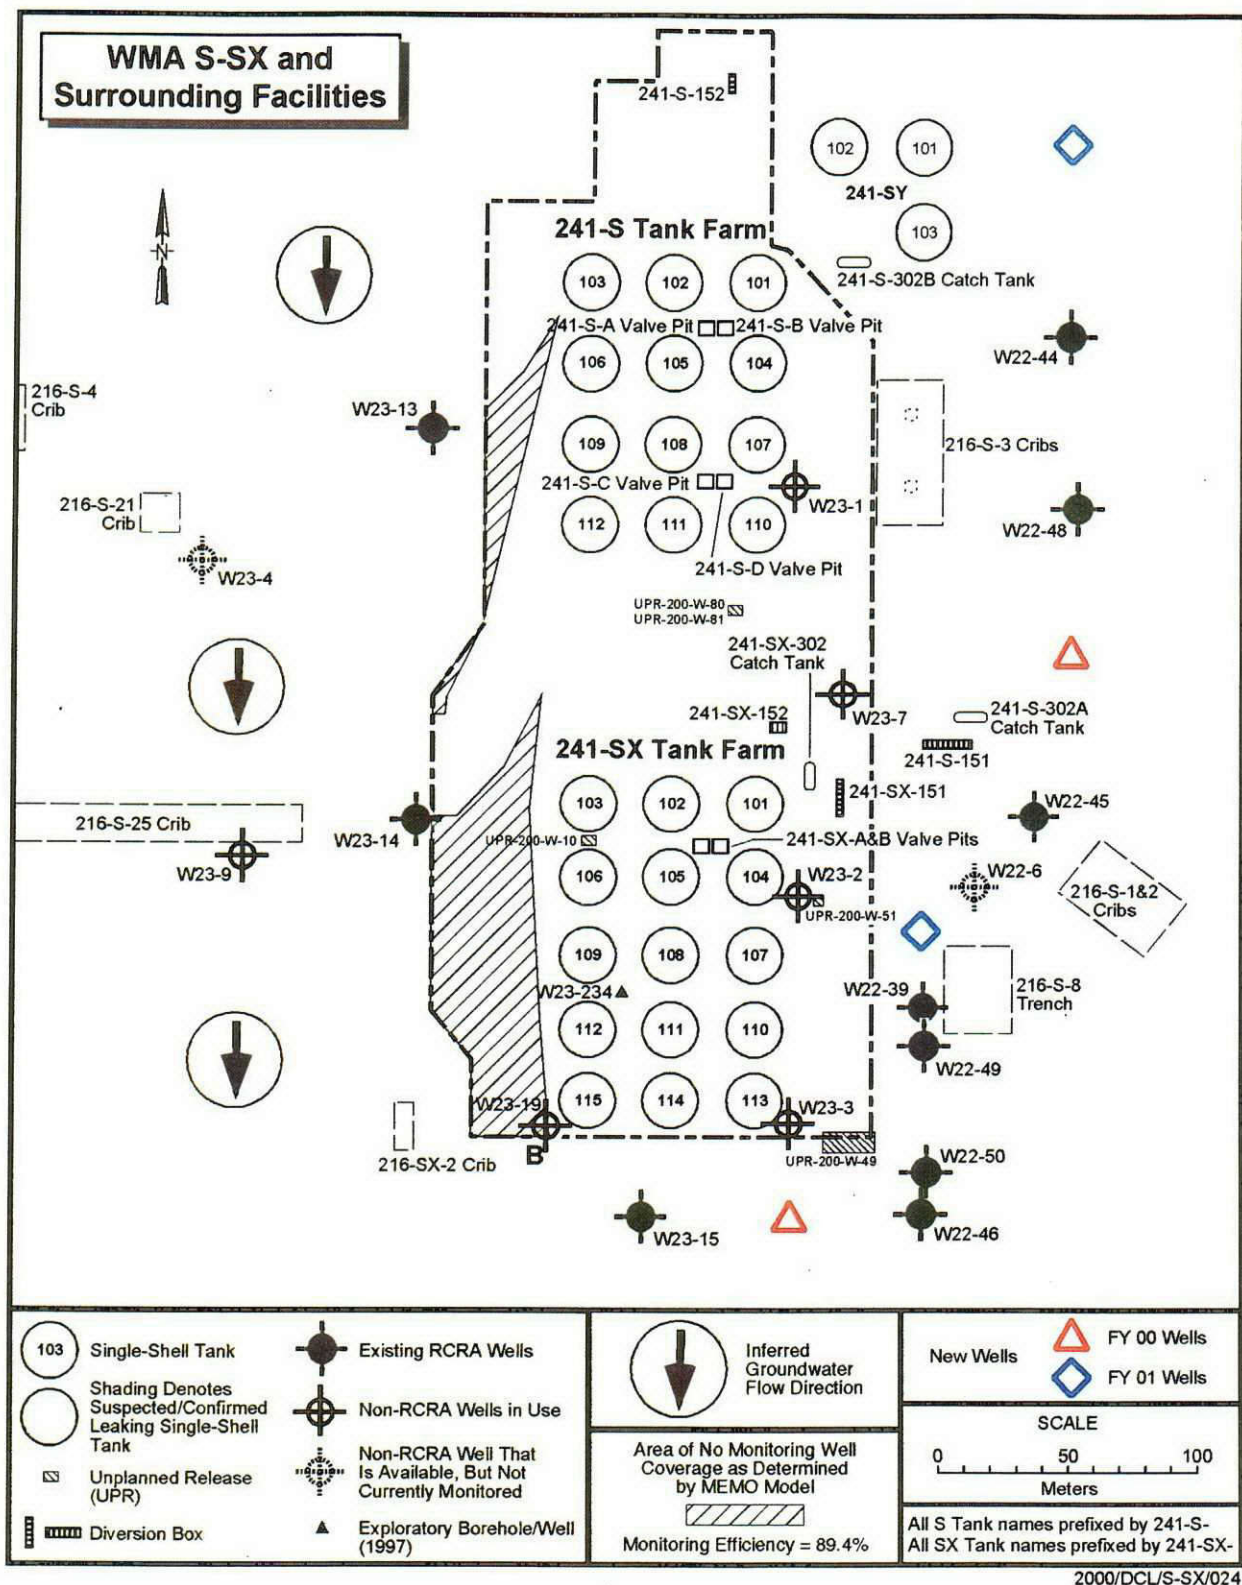 WMA S-SX and
Surrounding Facilities
241-S-152
102
101
241-SY
103
N
241-S Tank Farm
241-S-302B Catch Tank
103
102
101
241-S-A Valve Pit
241-S-B Valve Pit
W22-44
106
105
104
216-S-4
Crib
W23-13
109
108
107
216-S-3 Cribs
241-S-C Valve Pit
W23-1
216-S-21
Crib
112
111
110
W22-48
241-S-D Valve Pit
W23-4
UPR-200-W-80
UPR-200-W-81
241-SX-302
Catch Tank
241-SX-152
W23-7
241-S-302A
Catch Tank
241-SX Tank Farm
241-S-151
103
102
101
241-SX-151
W22-45
216-S-25 Crib
W23-14
UPR-200-W-10
241-SX-A&B Valve Pits
W23-9
106
105
104
W23-2
W22-6
216-S-1&2
Cribs
UPR-200-W-51
109
108
107
W23-234
W22-39
216-S-8
Trench
112
111
110
W22-49
W23-19
115
114
113
W23-3
B
216-SX-2 Crib
UPR-200-W-49
W22-50
W23-15
W22-46
103
Single-Shell Tank
Shading Denotes
Suspected/Confirmed
Leaking Single-Shell
Tank
Unplanned Release
(UPR)
Diversion Box
Existing RCRA Wells
Non-RCRA Wells in Use
Non-RCRA Well That
Is Available, But Not
Currently Monitored
Exploratory Borehole/Well
(1997)
Inferred
Groundwater
Flow Direction
Area of No Monitoring Well
Coverage as Determined
by MEMO Model
Monitoring Efficiency = 89.4%
New Wells
FY 00 Wells
FY 01 Wells
SCALE
0 50 100
Meters
All S Tank names prefixed by 241-S-
All SX Tank names prefixed by 241-SX-
2000/DCL/S-SX/024